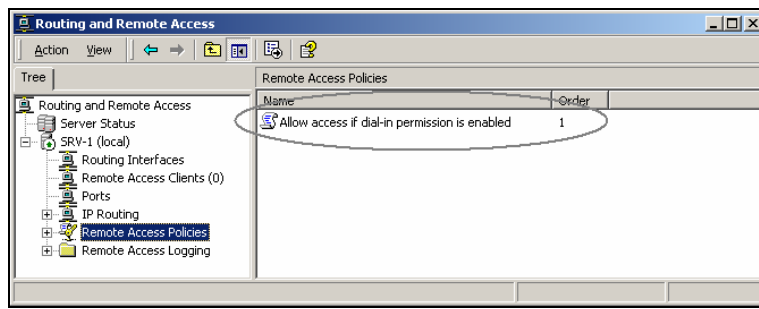 Routing and Remote Access
Action View
Tree
Remote Access Policies
Name Order
Routing and Remote Access
Allow access if dial-in permission is enabled 1
Server Status
SRV-1 (local)
Routing Interfaces
Remote Access Clients (0)
Ports
IP Routing
Remote Access Policies
Remote Access Logging